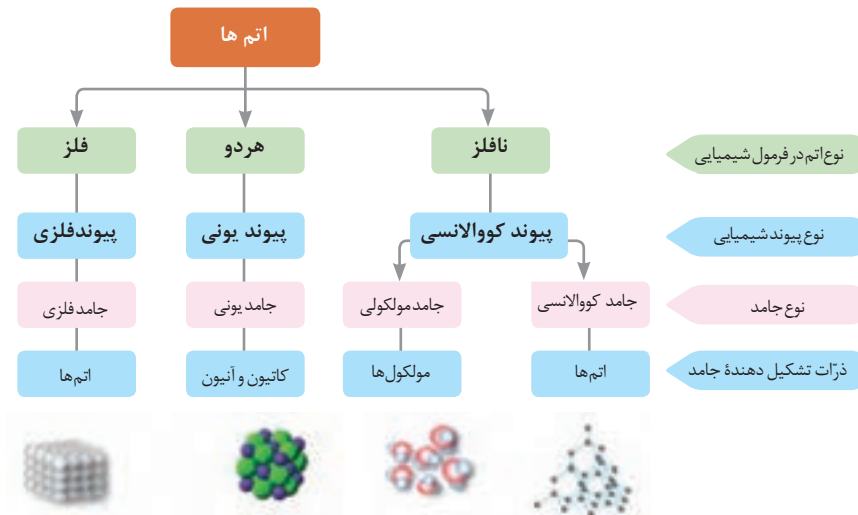 اتم ها
فلز
هردو
نافلز
نوع اتم در فرمول شیمیایی
پیوند فلزی
پیوند یونی
پیوند کووالانسی
نوع پیوند شیمیایی
جامد فلزی
جامد یونی
جامد مولکولی
جامد کووالانسی
نوع جامد
اتم‌ها
کاتیون و آنیون
مولکول‌ها
اتم‌ها
ذرّات تشکیل دهندهٔ جامد